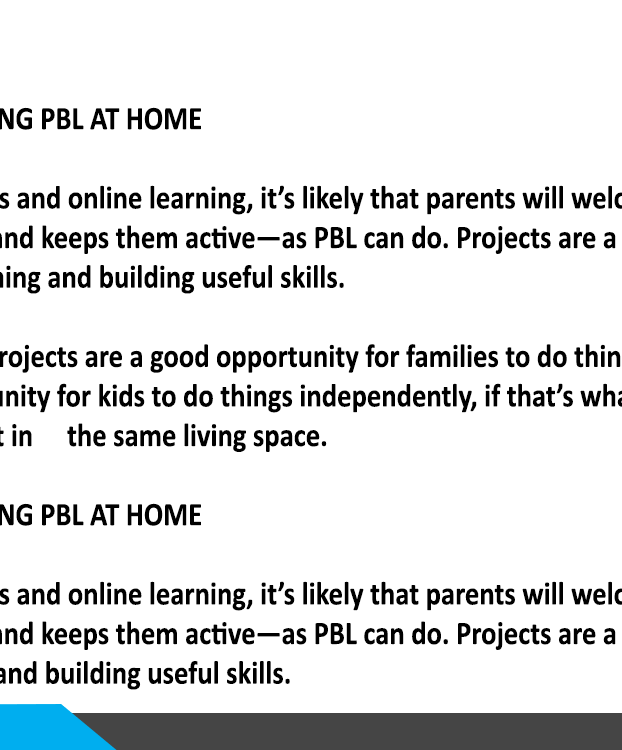 NG PBL AT HOME
s and online learning, it’s likely that parents will welc
and keeps them active—as PBL can do. Projects are a
ning and building useful skills.
rojects are a good opportunity for families to do thin
unity for kids to do things independently, if that’s wha
t in the same living space.
NG PBL AT HOME
s and online learning, it’s likely that parents will welc
and keeps them active—as PBL can do. Projects are a
and building useful skills.